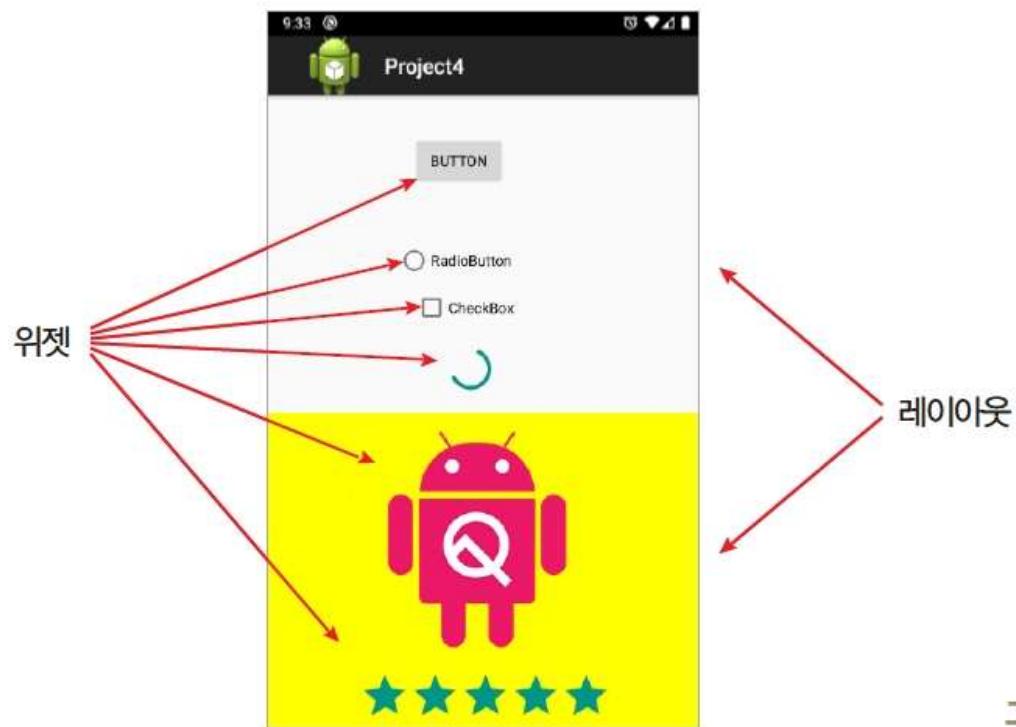 9:33
Project4
BUTTON
RadioButton
CheckBox
위젯
레이아웃